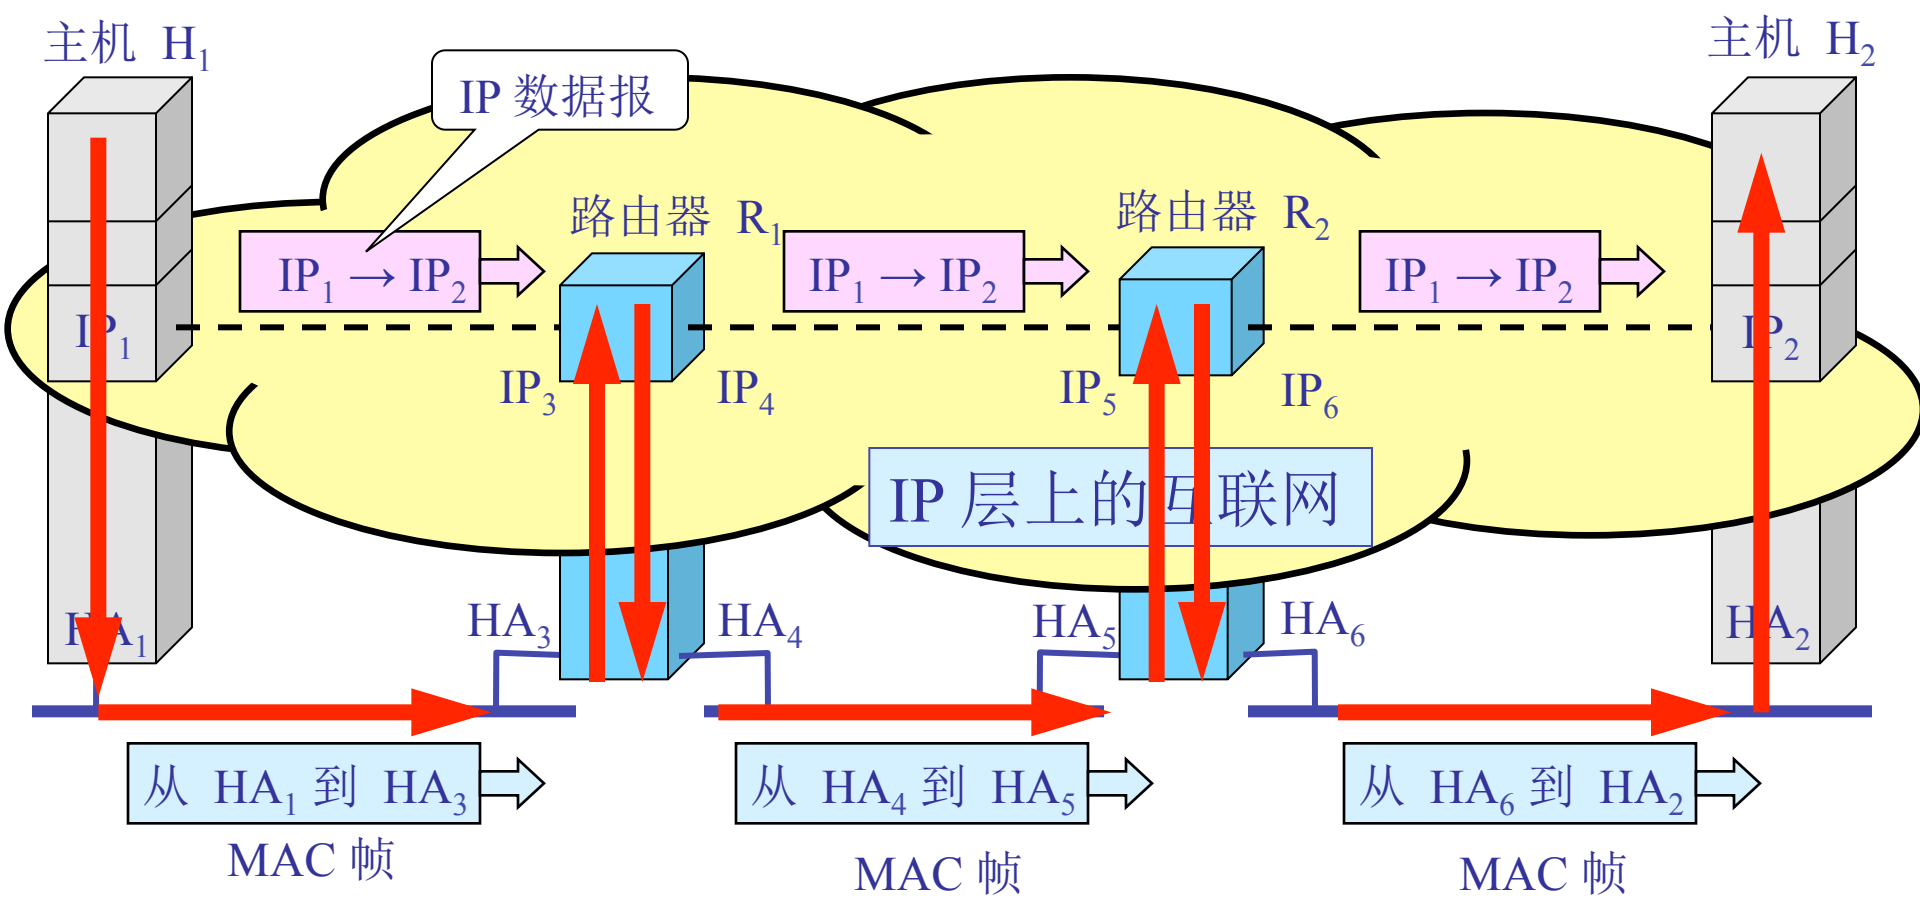 主机 H₁
主机 H₂
IP 数据报
路由器 R₁
路由器 R₂
IP₁ → IP₂
IP₁ → IP₂
IP₁ → IP₂
IP₁
IP₂
IP₃
IP₄
IP₅
IP₆
IP 层上的互联网
HA₁
HA₃
HA₄
HA₅
HA₆
HA₂
从 HA₁ 到 HA₃
从 HA₄ 到 HA₅
从 HA₆ 到 HA₂
MAC 帧
MAC 帧
MAC 帧